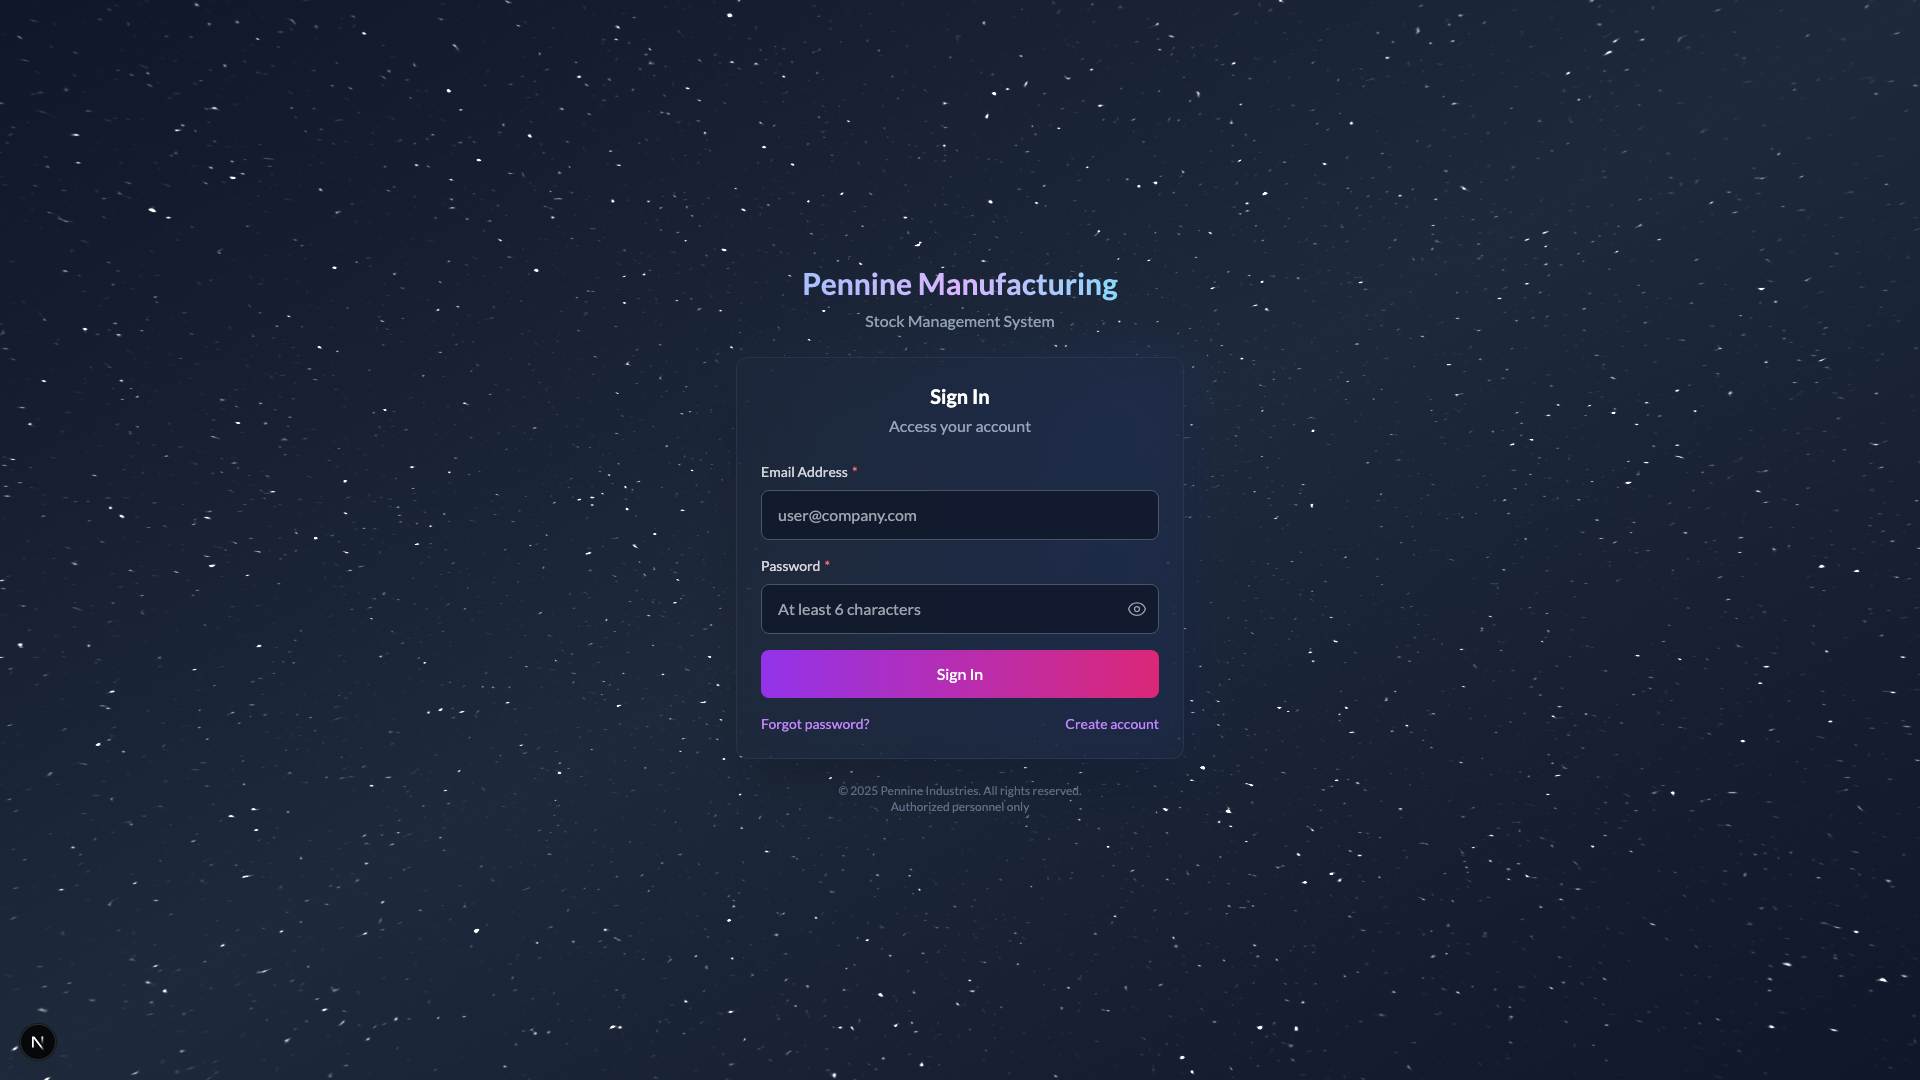 Pennine Manufacturing
Stock Management System
Sign In
Access your account
Email Address *
user@company.com
Password *
At least 6 characters
Sign In
Forgot password? Create account
© 2025 Pennine Industries. All rights reserved.
Authorized personnel only
N